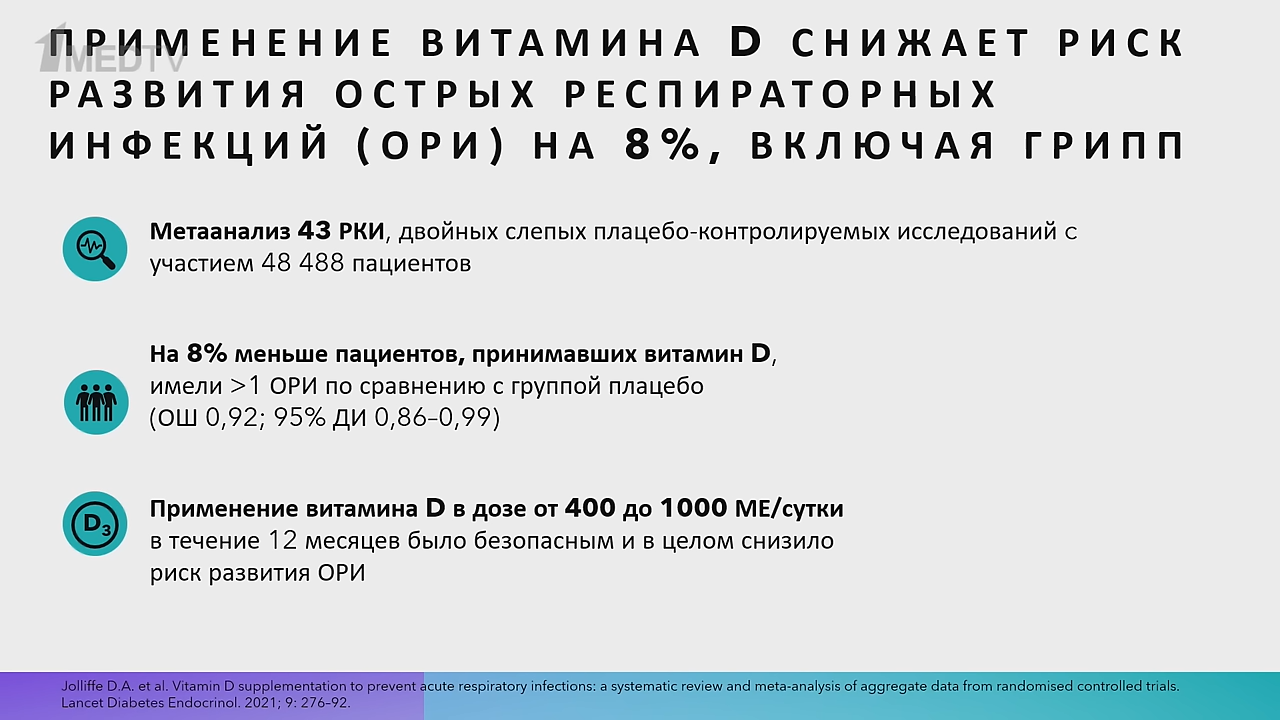 1MEDTV
ПРИМЕНЕНИЕ ВИТАМИНА D СНИЖАЕТ РИСК
РАЗВИТИЯ ОСТРЫХ РЕСПИРАТОРНЫХ
ИНФЕКЦИЙ (ОРИ) НА 8%, ВКЛЮЧАЯ ГРИПП
Метаанализ 43 РКИ, двойных слепых плацебо-контролируемых исследований с
участием 48 488 пациентов
На 8% меньше пациентов, принимавших витамин D,
имели >1 ОРИ по сравнению с группой плацебо
(ОШ 0,92; 95% ДИ 0,86–0,99)
D3
Применение витамина D в дозе от 400 до 1000 МЕ/сутки
в течение 12 месяцев было безопасным и в целом снизило
риск развития ОРИ
Jolliffe D.A. et al. Vitamin D supplementation to prevent acute respiratory infections: a systematic review and meta-analysis of aggregate data from randomised controlled trials.
Lancet Diabetes Endocrinol. 2021; 9: 276–92.